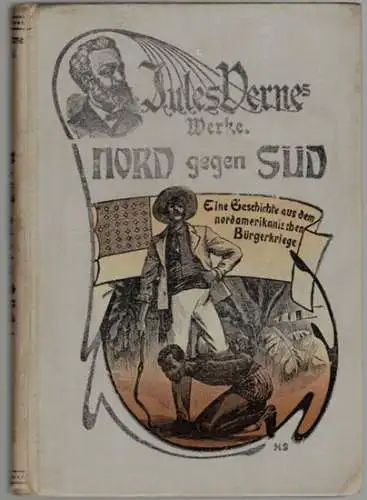 Jules Vernes
Werke.
NORD gegen SÜD
Eine Geschichte aus dem
nordamerikanischen
Bürgerkriege
HS